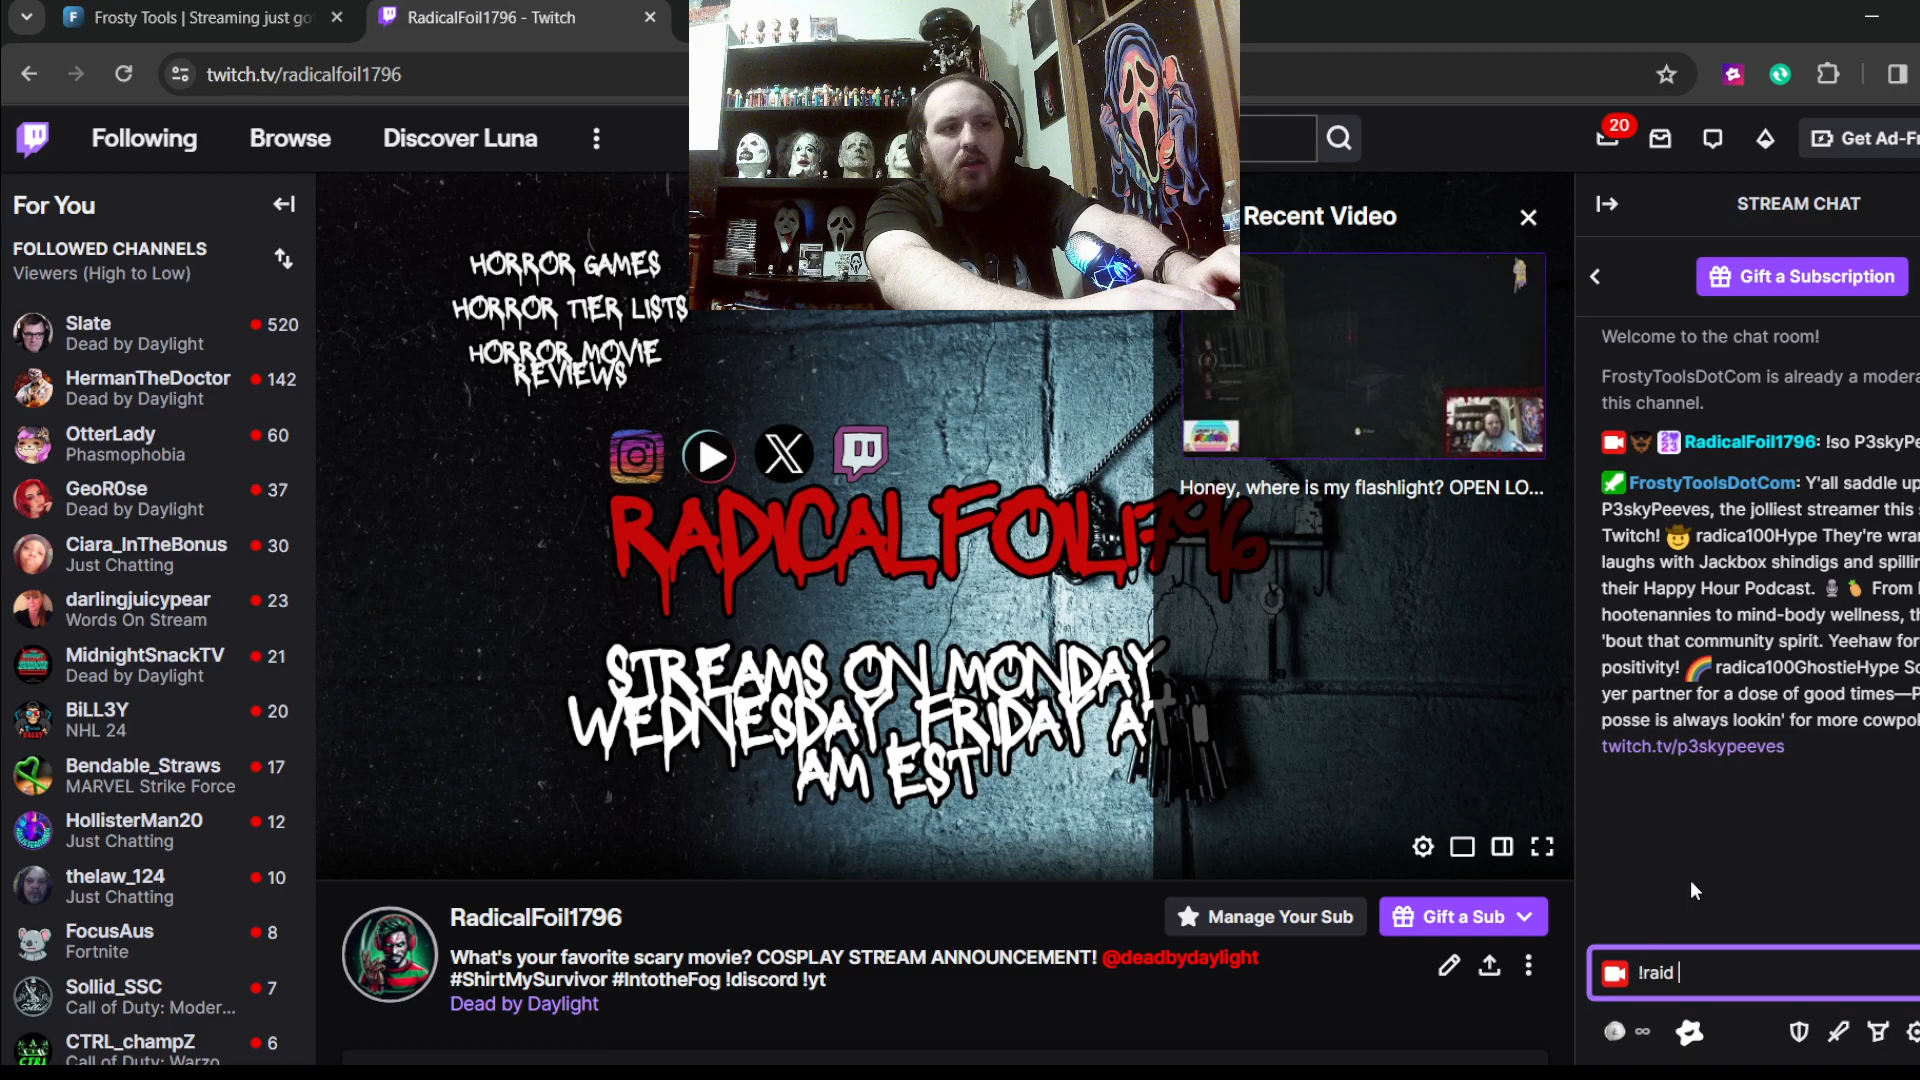 Frosty Tools | Streaming just go
RadicalFoil1796 - Twitch
twitch.tv/radicalfoil1796
Following
Browse
Discover Luna
20
Get Ad-Fr
For You
FOLLOWED CHANNELS
Viewers (High to Low)
Slate
520
Dead by Daylight
HermanTheDoctor
142
Dead by Daylight
OtterLady
60
Phasmophobia
GeoR0se
37
Dead by Daylight
Ciara_InTheBonus
30
Just Chatting
darlingjuicypear
23
Words On Stream
MidnightSnackTV
21
Dead by Daylight
BiLL3Y
20
NHL 24
Bendable_Straws
17
MARVEL Strike Force
HollisterMan20
12
Just Chatting
thelaw_124
10
Just Chatting
FocusAus
8
Fortnite
Sollid_SSC
7
Call of Duty: Moder...
CTRL_champZ
6
Call of Duty: Warzo
HORROR GAMES
HORROR TIER LISTS
HORROR MOVIE
REVIEWS
RADICALFOIL1796
STREAMS ON MONDAY
WEDNESDAY FRIDAY AT 11
AM EST
Recent Video
Honey, where is my flashlight? OPEN LO...
RadicalFoil1796
Manage Your Sub
Gift a Sub
What's your favorite scary movie? COSPLAY STREAM ANNOUNCEMENT! @deadbydaylight
#ShirtMySurvivor #IntotheFog !discord !yt
Dead by Daylight
STREAM CHAT
Gift a Subscription
Welcome to the chat room!
FrostyToolsDotCom is already a modera
this channel.
RadicalFoil1796: !so P3skyPe
FrostyToolsDotCom: Y'all saddle up
P3skyPeeves, the jolliest streamer this s
Twitch! radica100Hype They're wran
laughs with Jackbox shindigs and spillin
their Happy Hour Podcast. From
hootenannies to mind-body wellness, th
'bout that community spirit. Yeehaw for
positivity! radica100GhostieHype So
yer partner for a dose of good times—P
posse is always lookin' for more cowpok
twitch.tv/p3skypeeves
!raid